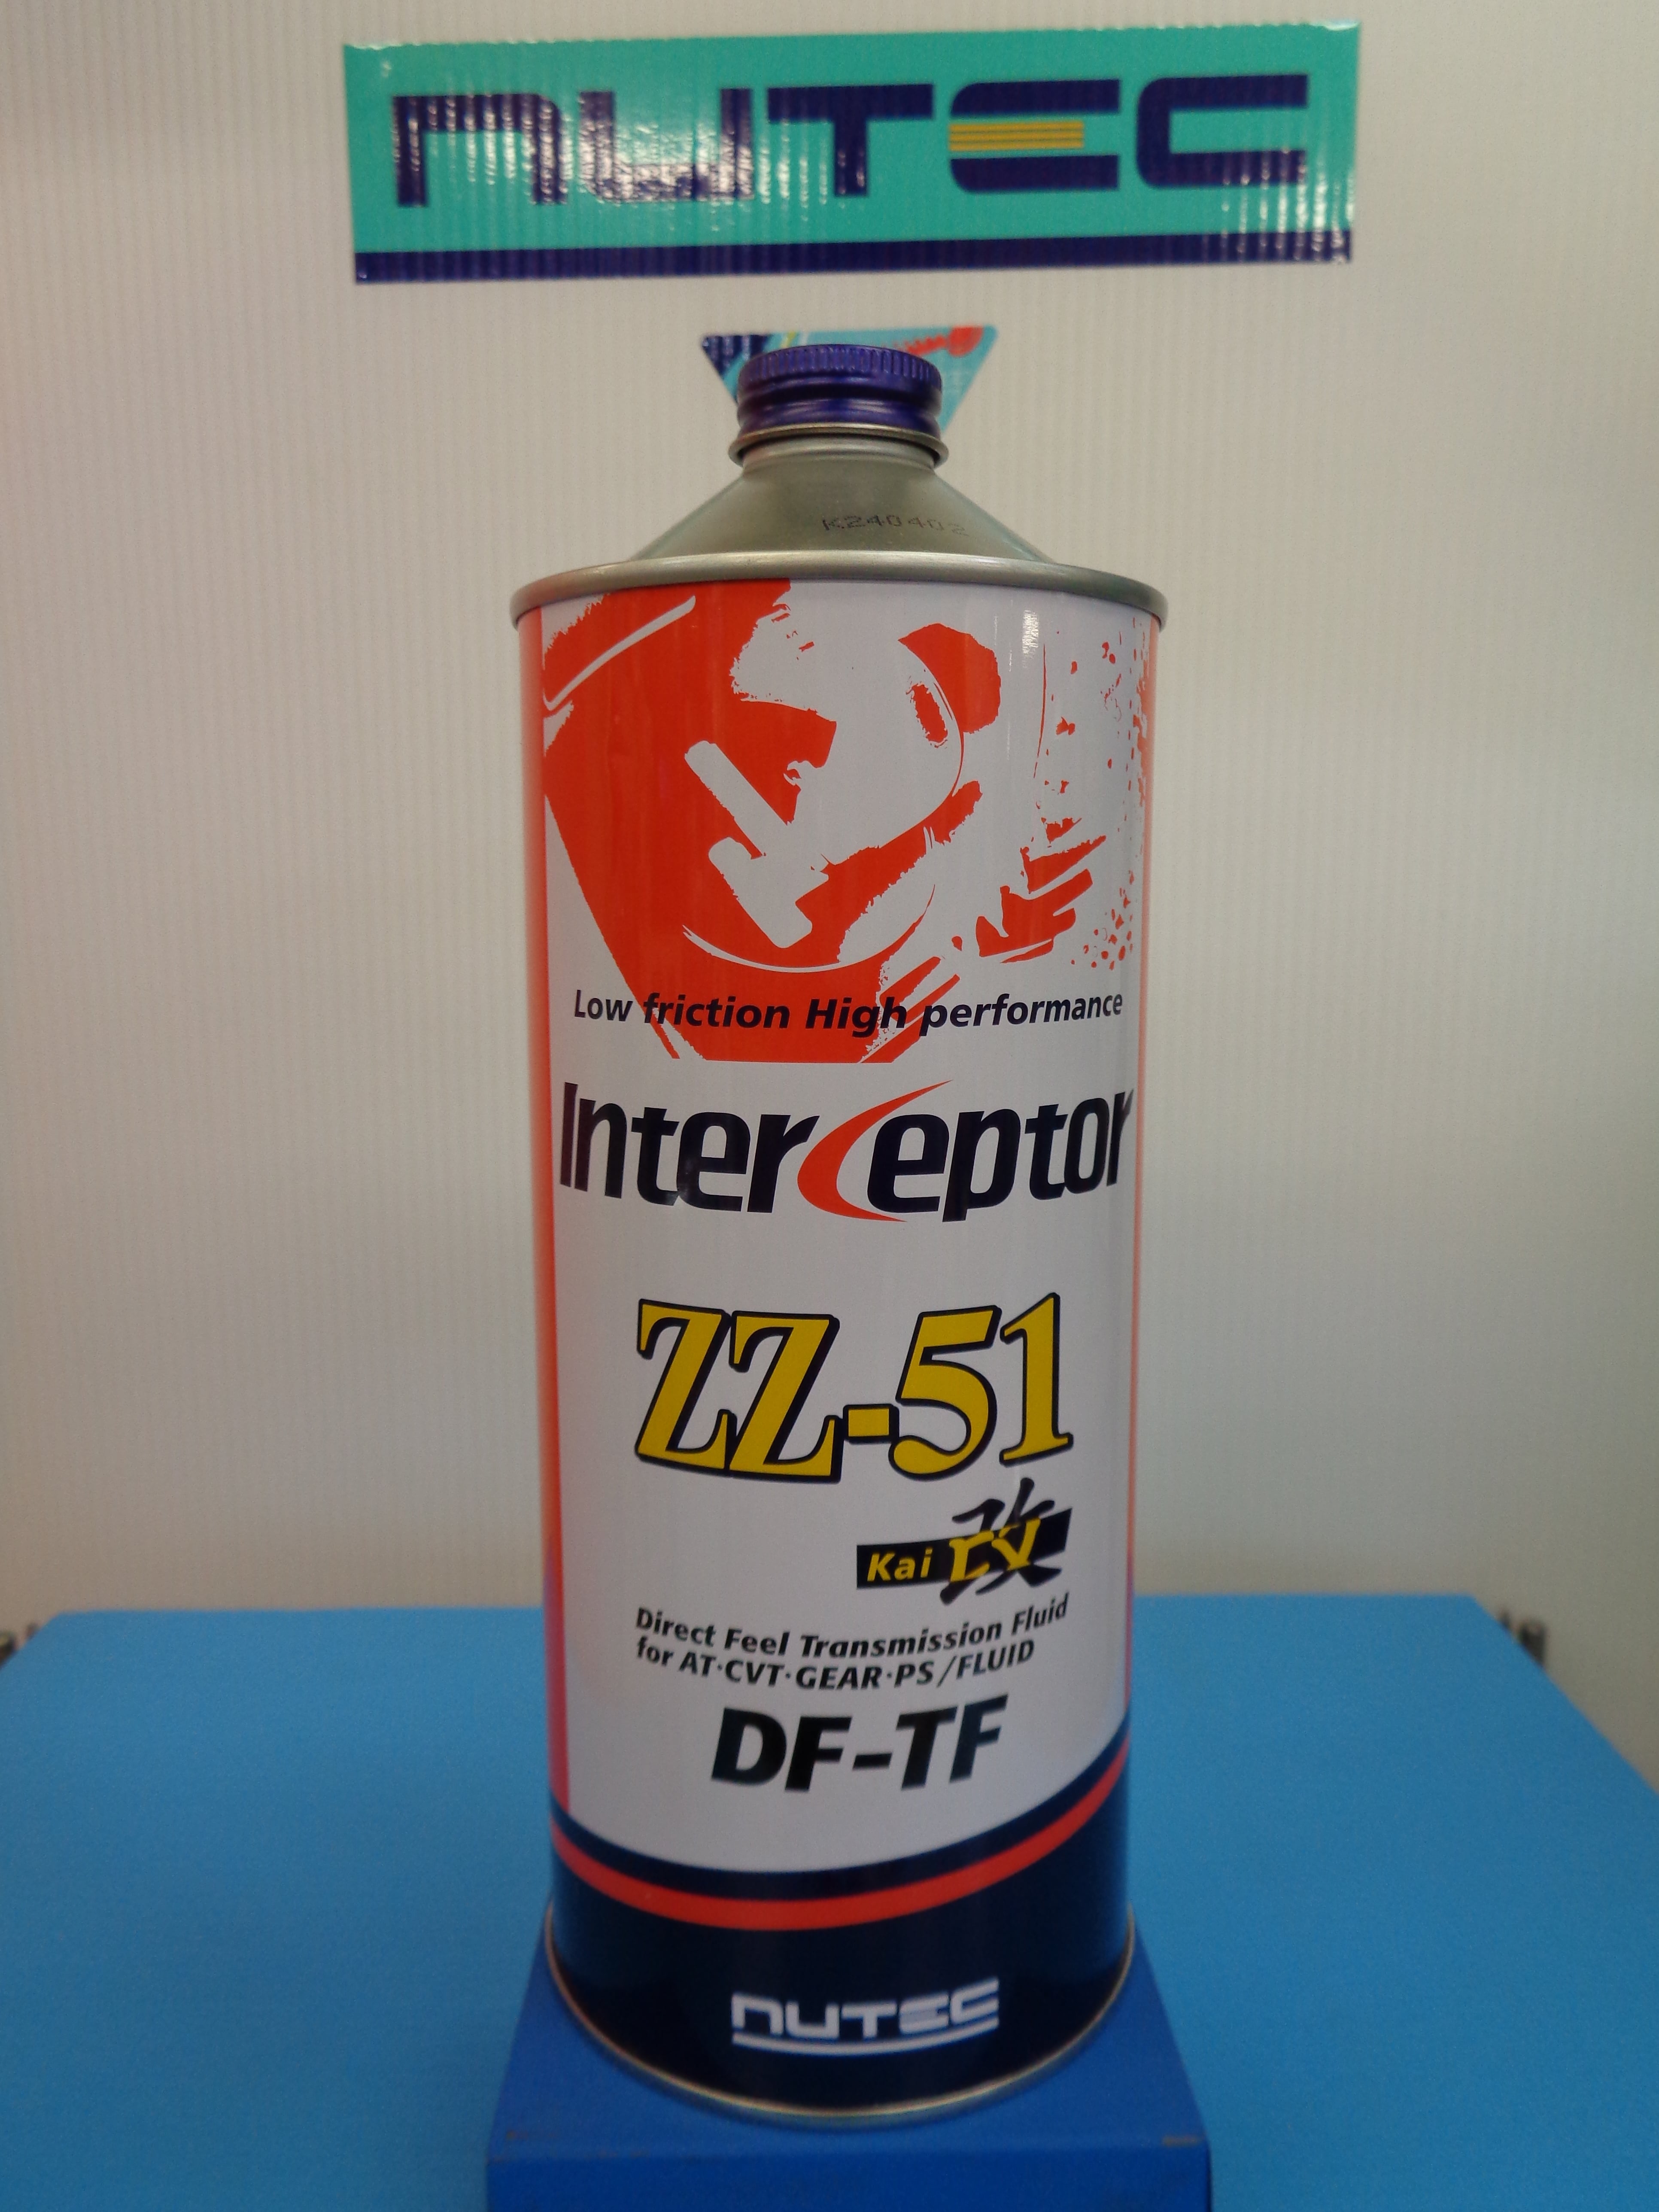 NUTEC
K240402
Low friction High performance
Interceptor
ZZ-51
Kai 改
Direct Feel Transmission Fluid
for AT·CVT·GEAR·PS/FLUID
DF-TF
NUTEC